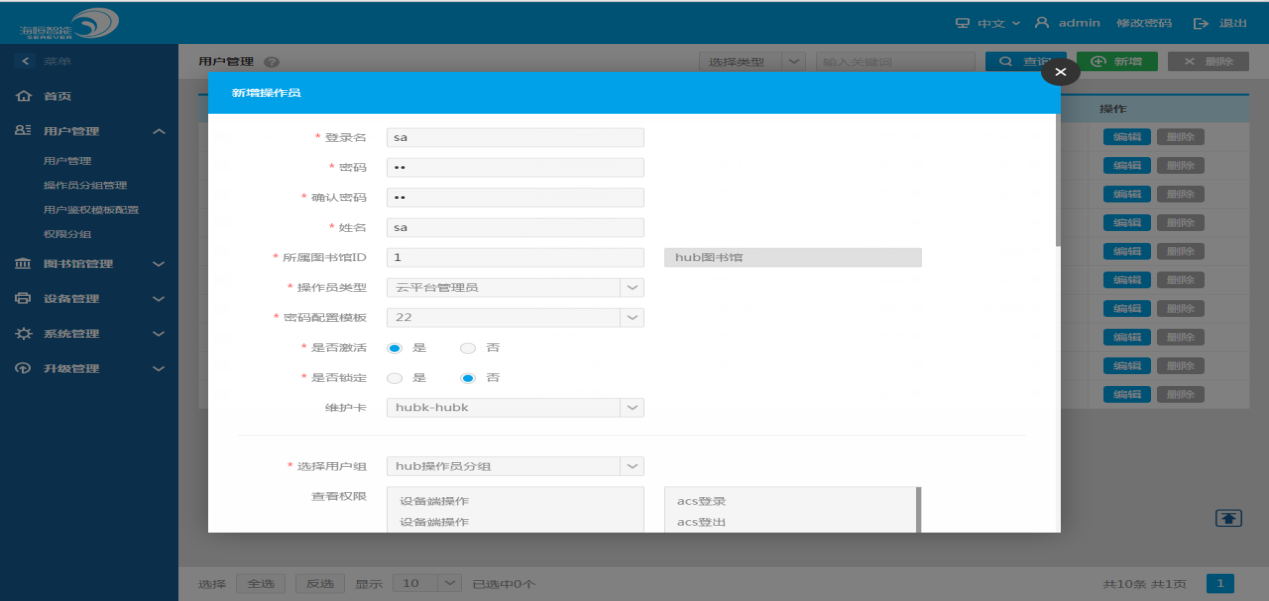 海恒智能
SEAEVER
中文
admin
修改密码
退出
菜单
首页
用户管理
用户管理
操作员分组管理
用户鉴权模板配置
权限分组
图书馆管理
设备管理
系统管理
升级管理
用户管理
选择类型
输入关键词
查询
新增
删除
新增操作员
* 登录名 sa
* 密码 ••
* 确认密码 ••
* 姓名 sa
* 所属图书馆ID 1 hub图书馆
* 操作员类型 云平台管理员
* 密码配置模板 22
* 是否激活 是 否
* 是否锁定 是 否
维护卡 hubk-hubk
* 选择用户组 hub操作员分组
查看权限 设备端操作 acs登录
设备端操作 acs登出
操作
编辑 删除
编辑 删除
编辑 删除
编辑 删除
编辑 删除
编辑 删除
编辑 删除
编辑 删除
编辑 删除
编辑 删除
选择 全选 反选 显示 10 已选中0个
共10条 共1页 1